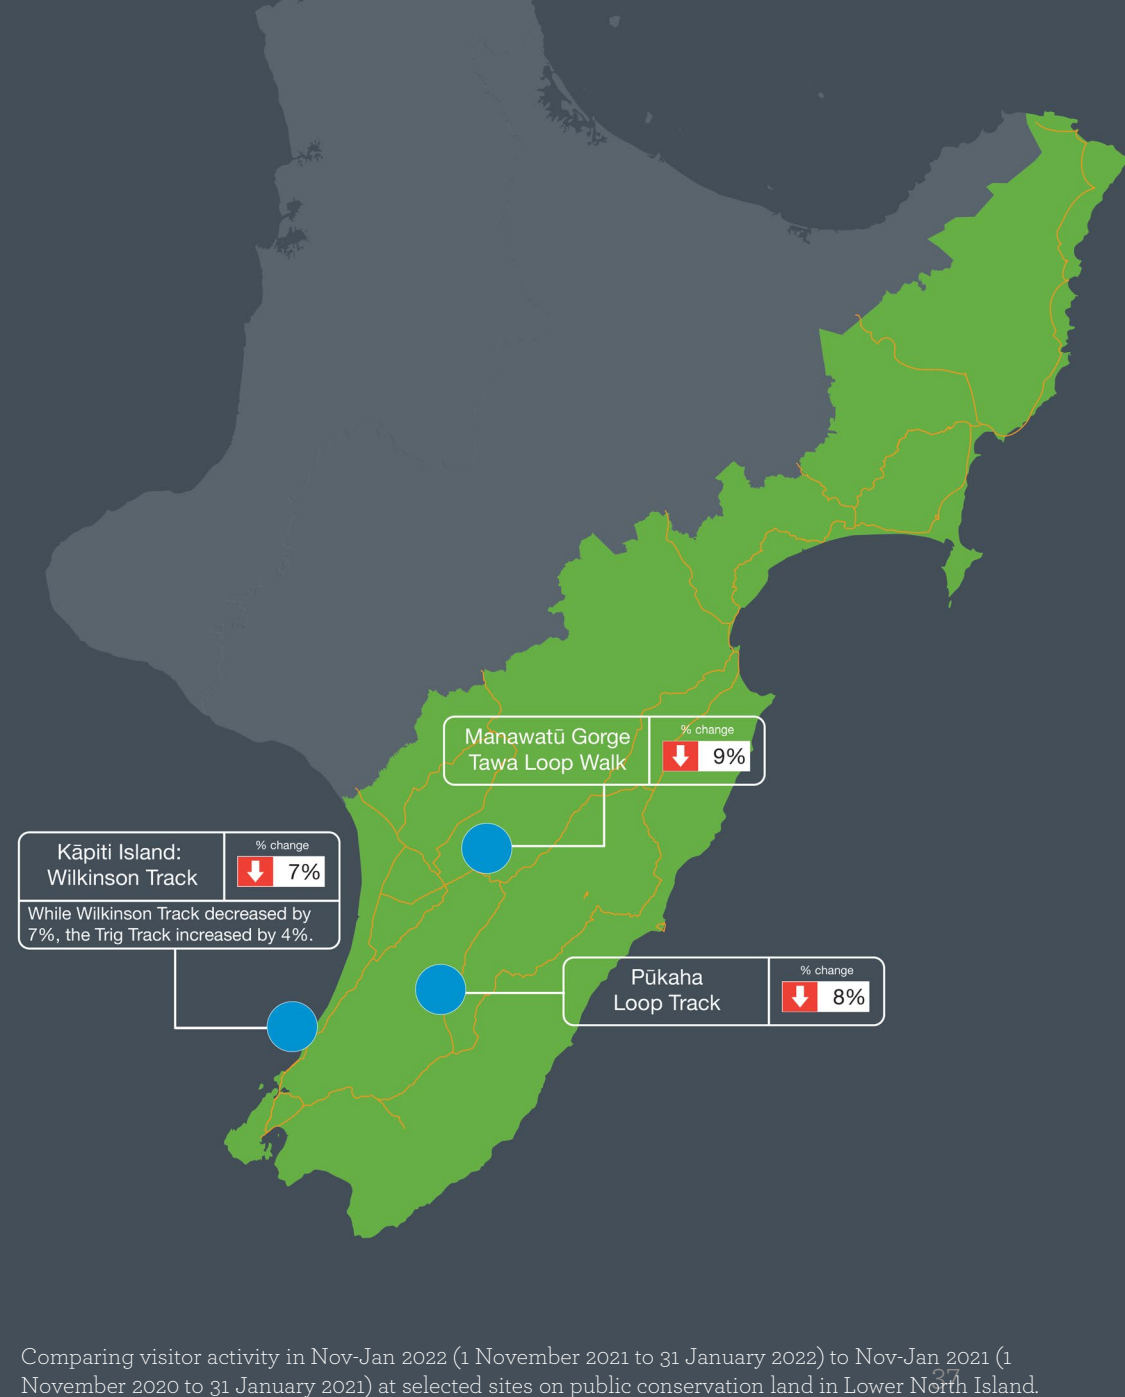 Manawatū Gorge
Tawa Loop Walk
% change
9%
Kāpiti Island:
Wilkinson Track
% change
7%
While Wilkinson Track decreased by
7%, the Trig Track increased by 4%.
Pūkaha
Loop Track
% change
8%
Comparing visitor activity in Nov-Jan 2022 (1 November 2021 to 31 January 2022) to Nov-Jan 2021 (1
November 2020 to 31 January 2021) at selected sites on public conservation land in Lower North Island.
37